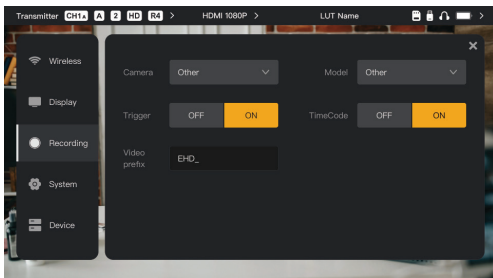 Transmitter CH1 A 2 HD R4 > HDMI 1080P > LUT Name >
Wireless
Display
Recording
System
Device
Camera Other Model Other
Trigger OFF ON TimeCode OFF ON
Video
prefix
EHD_